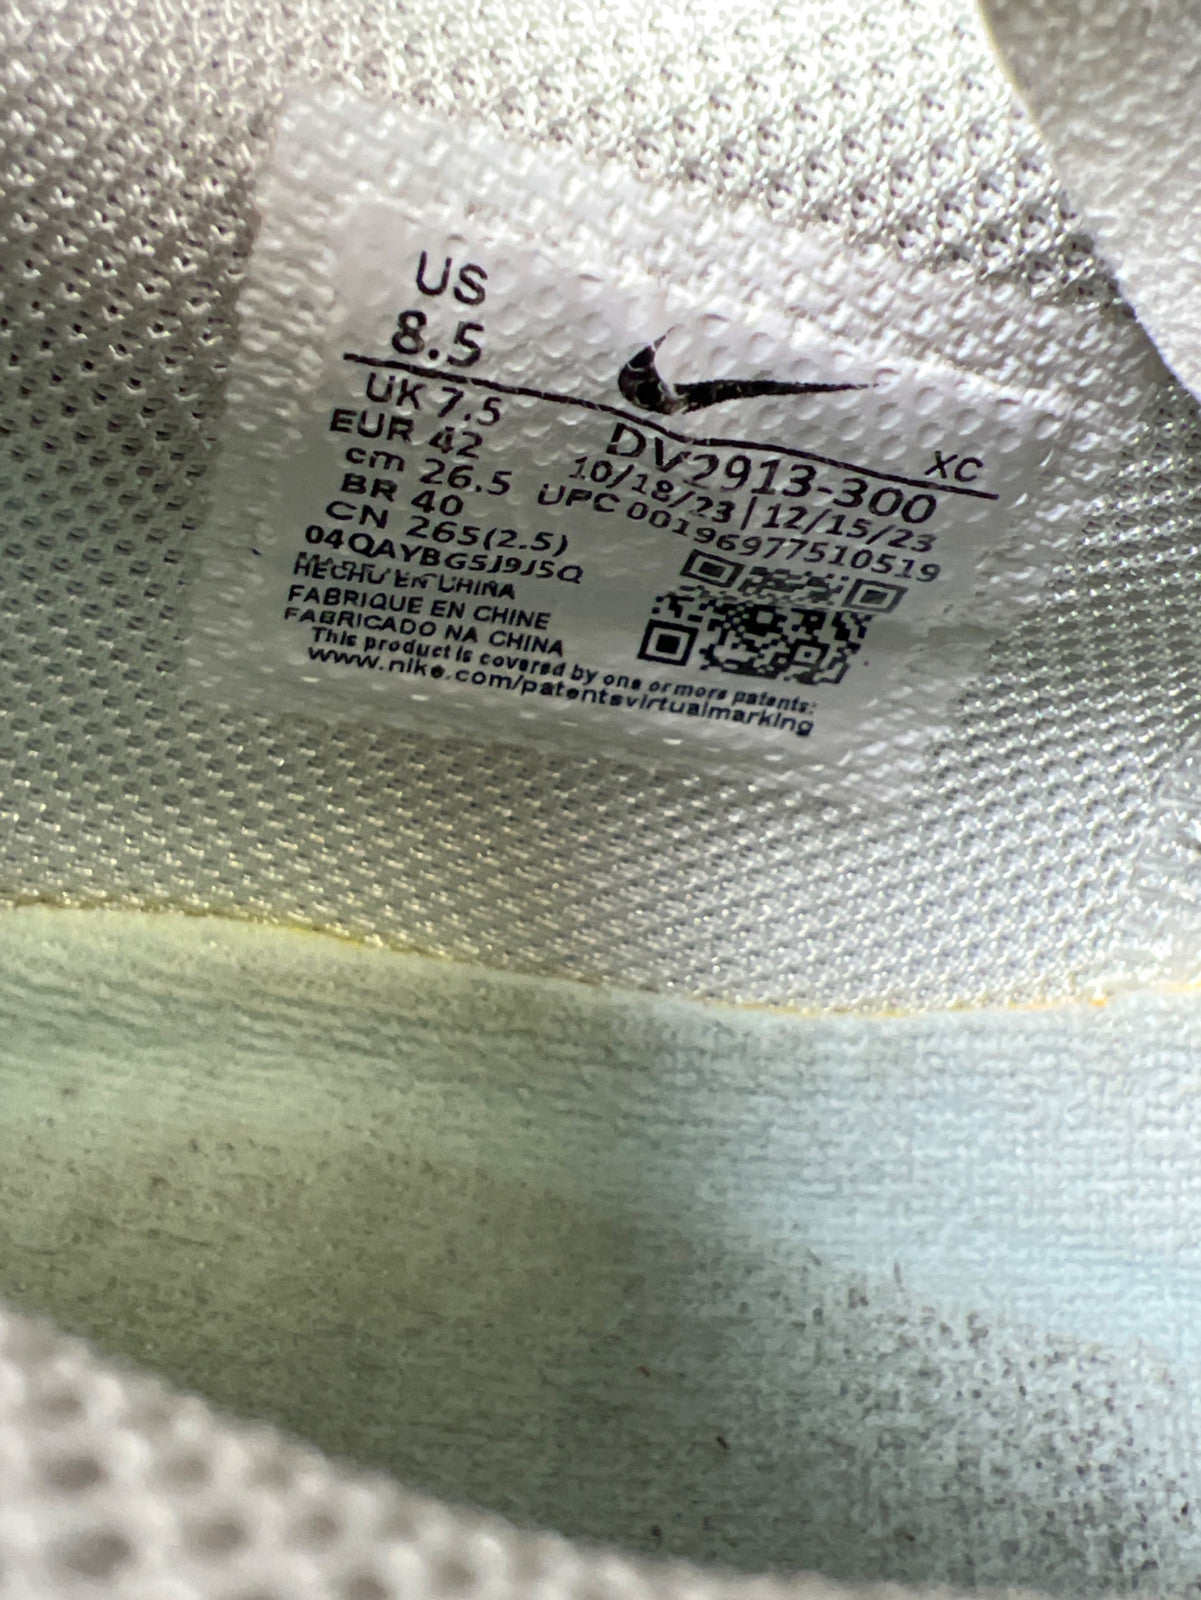 US
8.5
UK 7.5
EUR 42
cm 26.5
BR 40
CN 265(2.5)
04QAYBG5J9J5Q
HECHO EN CHINA
FABRIQUE EN CHINE
FABRICADO NA CHINA
This product is covered by one or more patents:
www.nike.com/patentsvirtualmarking
XC
DV2913-300
10/18/23|12/15/23
UPC 00196977510519